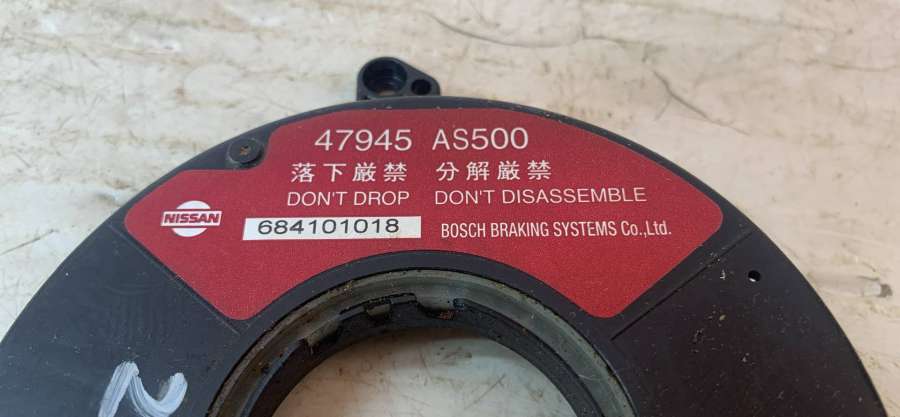 47945 AS500
落下厳禁 分解厳禁
DON'T DROP DON'T DISASSEMBLE
NISSAN
684101018 BOSCH BRAKING SYSTEMS Co.,Ltd.
2